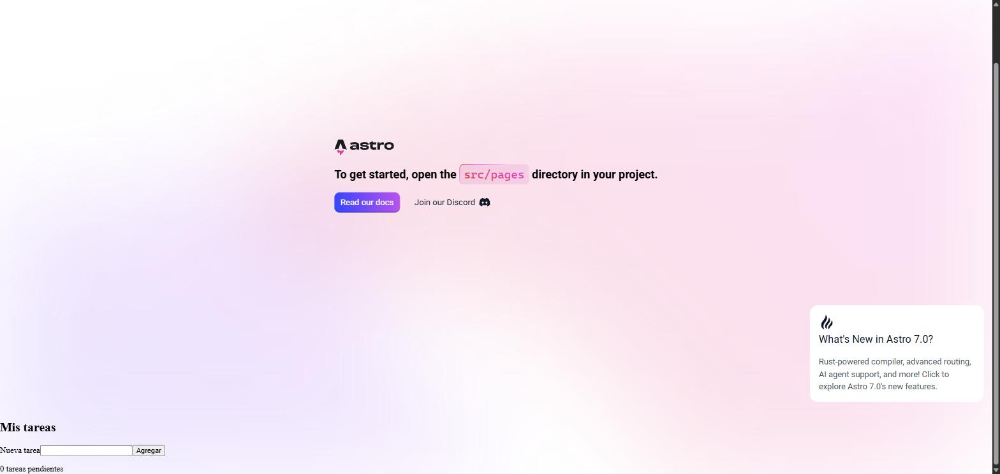 astro
To get started, open the src/pages directory in your project.
Read our docs
Join our Discord
What's New in Astro 7.0?
Rust-powered compiler, advanced routing,
AI agent support, and more! Click to
explore Astro 7.0's new features.
Mis tareas
Nueva tarea Agregar
0 tareas pendientes